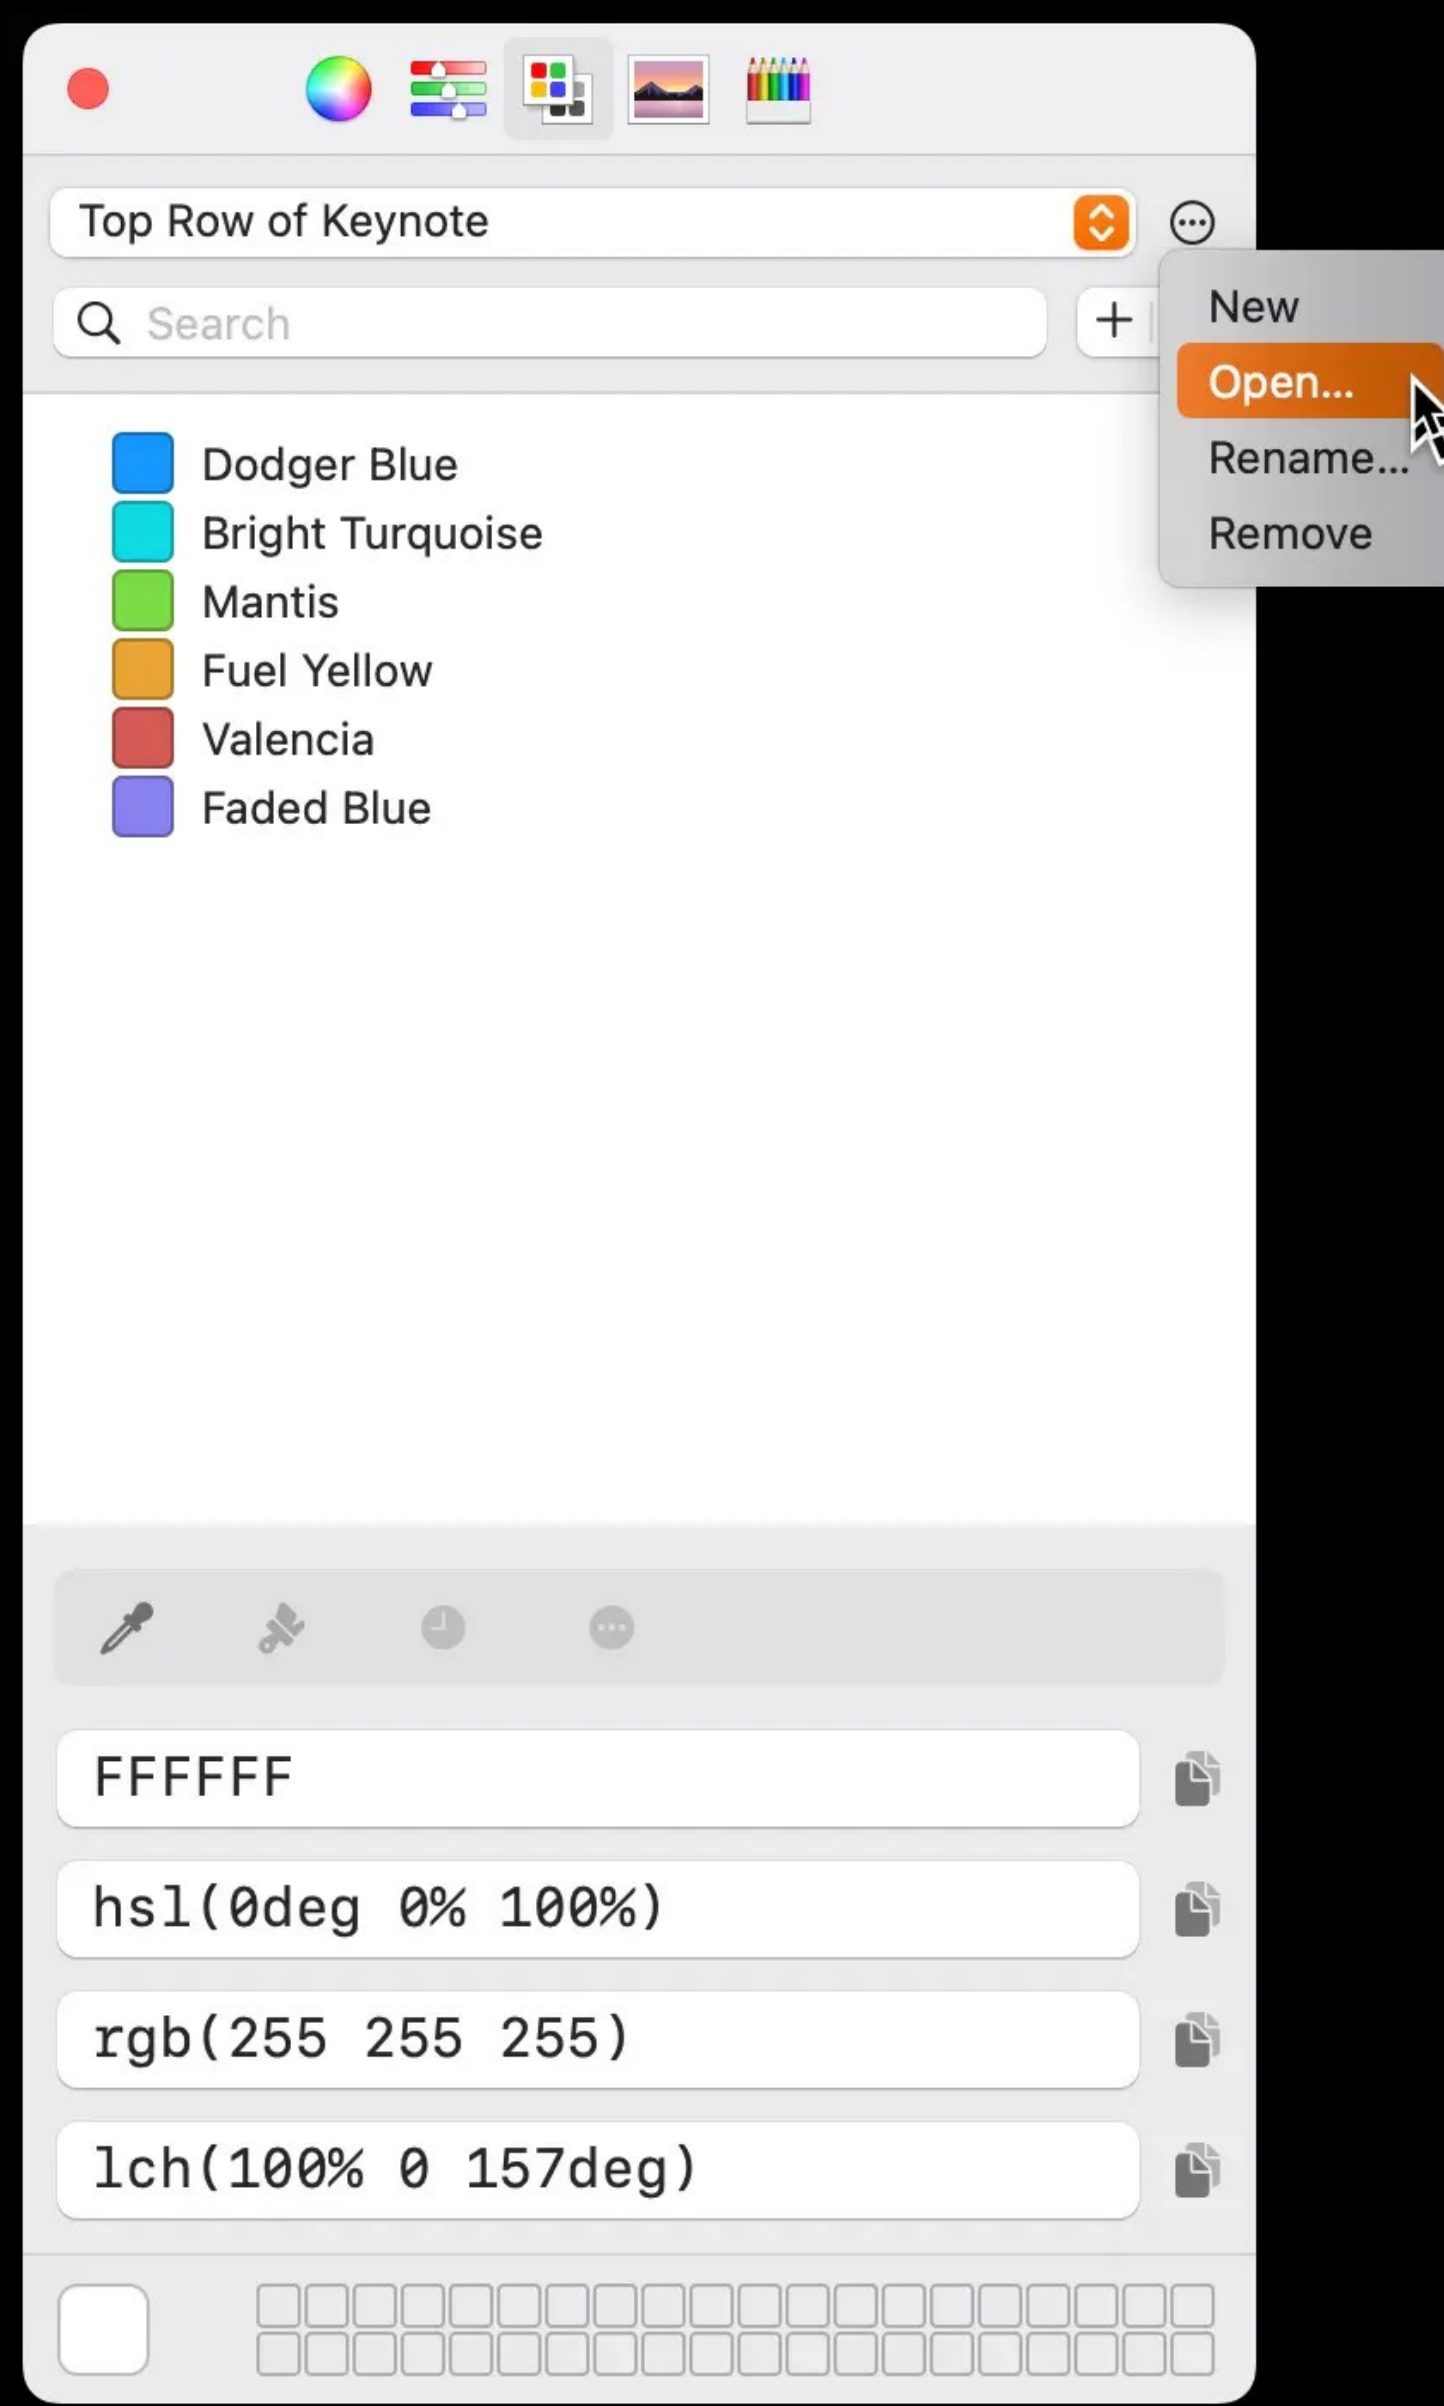 Top Row of Keynote
Search
New
Open...
Rename...
Remove
Dodger Blue
Bright Turquoise
Mantis
Fuel Yellow
Valencia
Faded Blue
FFFFFF
hsl(0deg 0% 100%)
rgb(255 255 255)
lch(100% 0 157deg)